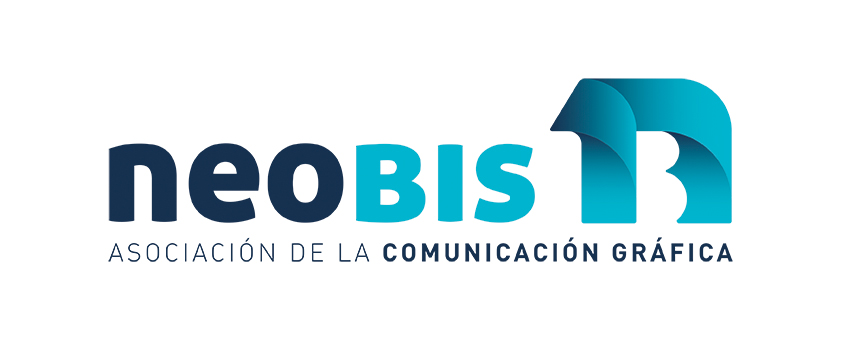 neoBIS
ASOCIACIÓN DE LA COMUNICACIÓN GRÁFICA